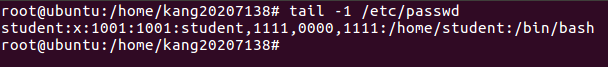 root@ubuntu:/home/kang20207138# tail -1 /etc/passwd
student:x:1001:1001:student,1111,0000,1111:/home/student:/bin/bash
root@ubuntu:/home/kang20207138#